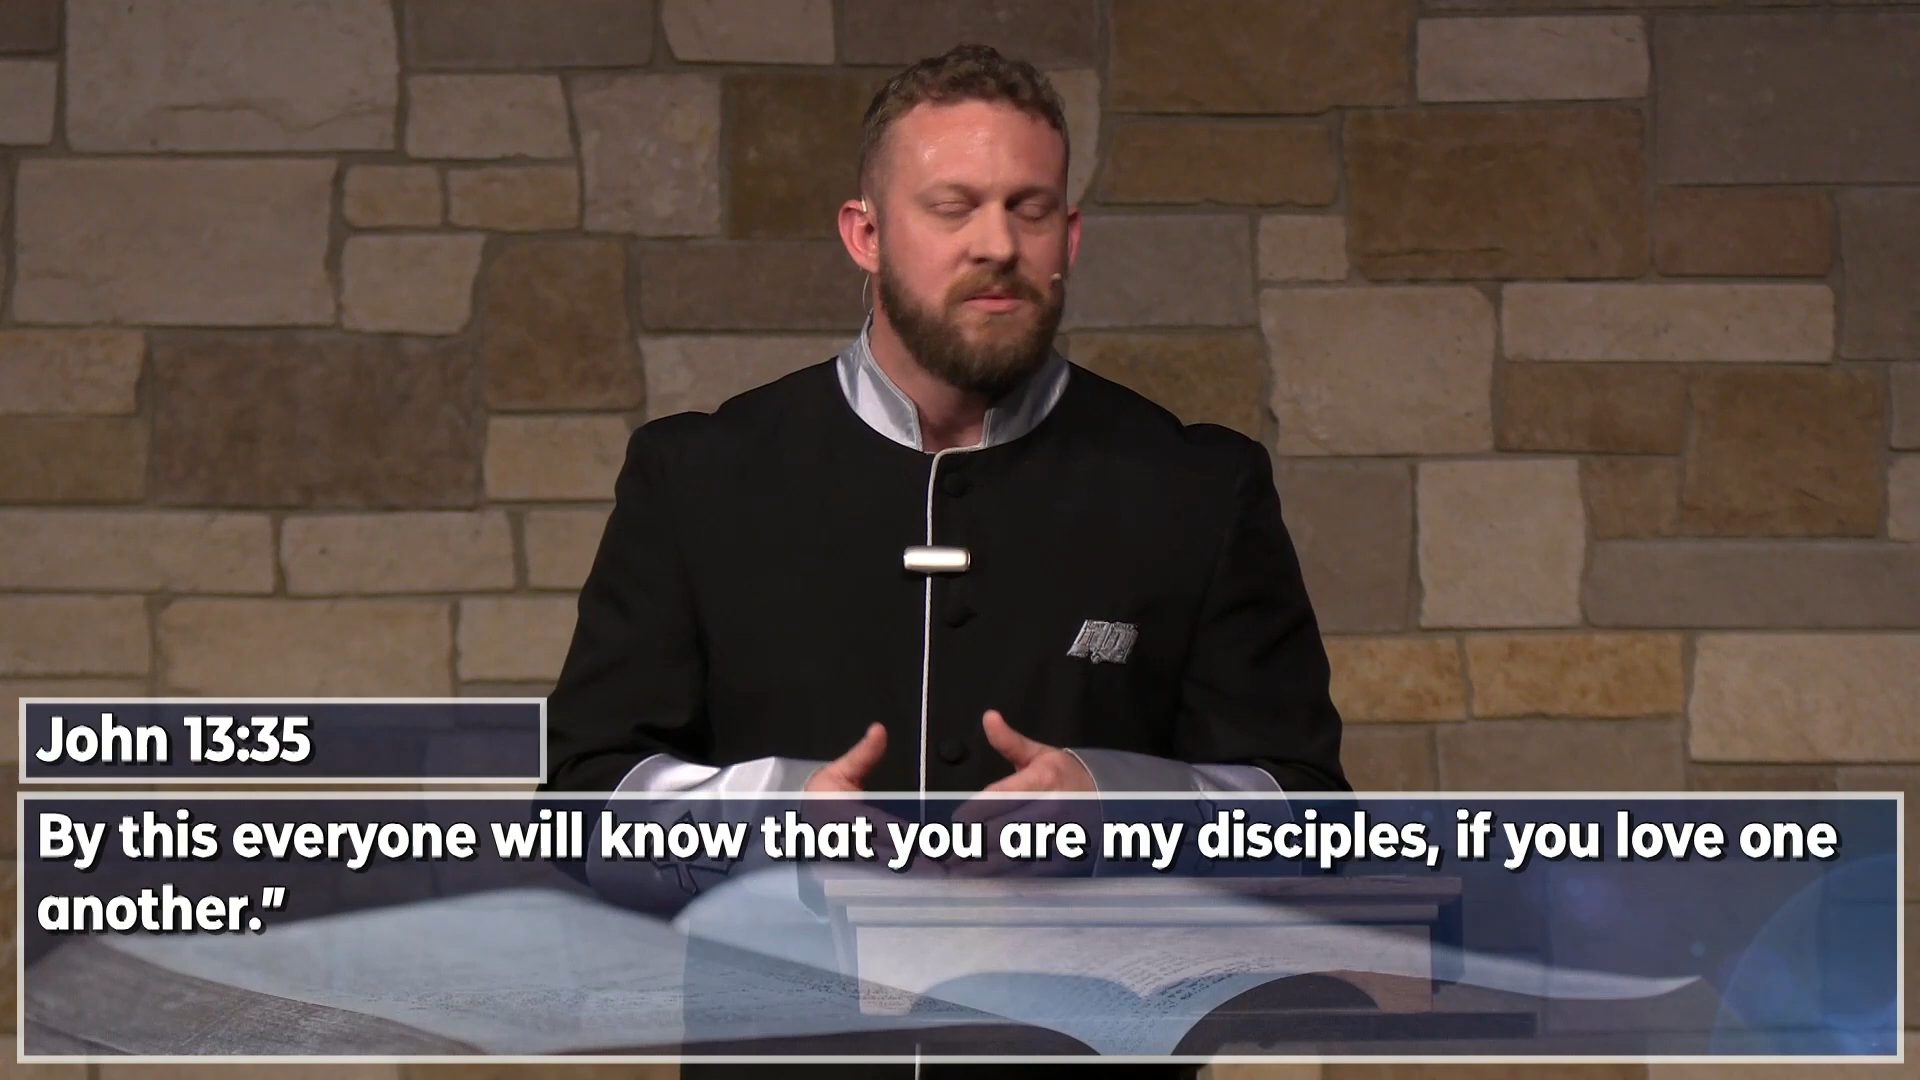 John 13:35
By this everyone will know that you are my disciples, if you love one
another.”